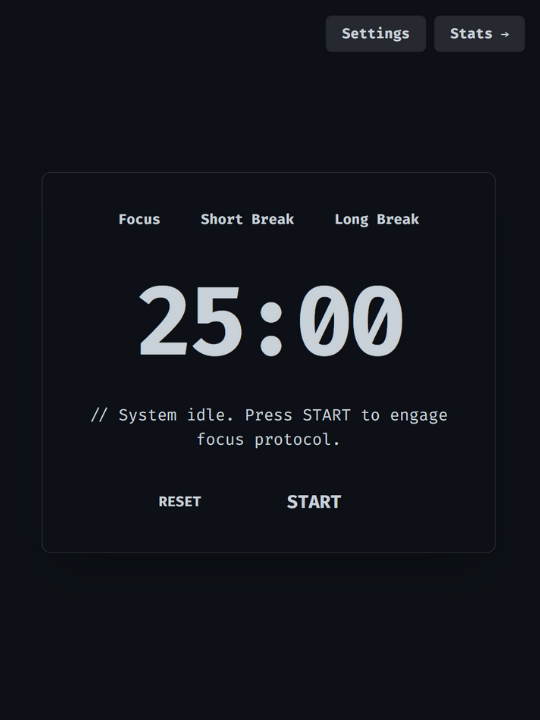 Settings Stats →
Focus Short Break Long Break
25:00
// System idle. Press START to engage
focus protocol.
RESET START